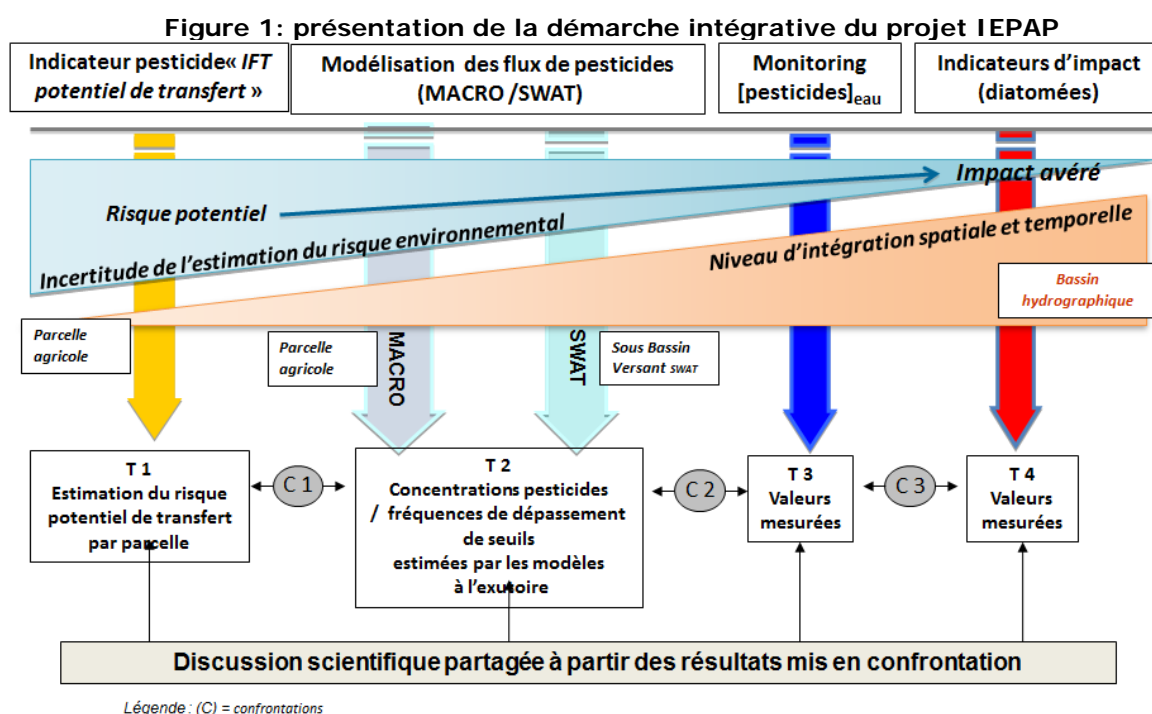 Figure 1: présentation de la démarche intégrative du projet IEPAP
Indicateur pesticide« IFT
potentiel de transfert »
Modélisation des flux de pesticides
(MACRO /SWAT)
Monitoring
[pesticides]eau
Indicateurs d'impact
(diatomées)
Risque potentiel
Impact avéré
Incertitude de l'estimation du risque environnemental
Niveau d'intégration spatiale et temporelle
Bassin
hydrographique
Parcelle
agricole
Parcelle
agricole
MACRO
SWAT
Sous Bassin
Versant SWAT
T 1
Estimation du risque
potentiel de transfert
par parcelle
C 1
T 2
Concentrations pesticides
/ fréquences de dépassement
de seuils
estimées par les modèles
à l'exutoire
C 2
T 3
Valeurs
mesurées
C 3
T 4
Valeurs
mesurées
Discussion scientifique partagée à partir des résultats mis en confrontation
Légende : (C) = confrontations